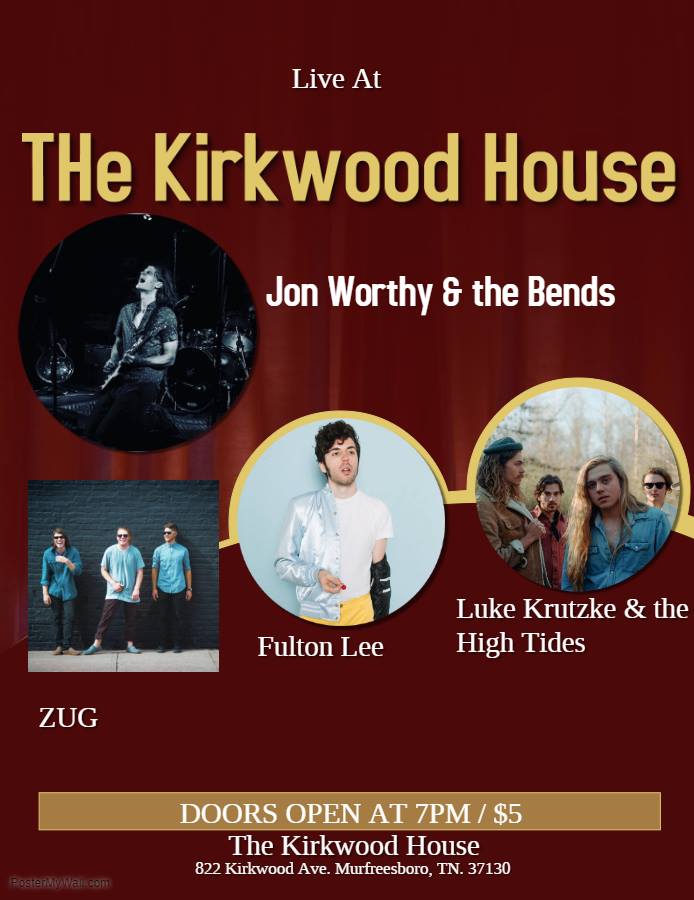 Live At
THe Kirkwood House
Jon Worthy & the Bends
Luke Krutzke & the
High Tides
Fulton Lee
ZUG
DOORS OPEN AT 7PM / $5
The Kirkwood House
822 Kirkwood Ave. Murfreesboro, TN. 37130
PosterMyWall.com